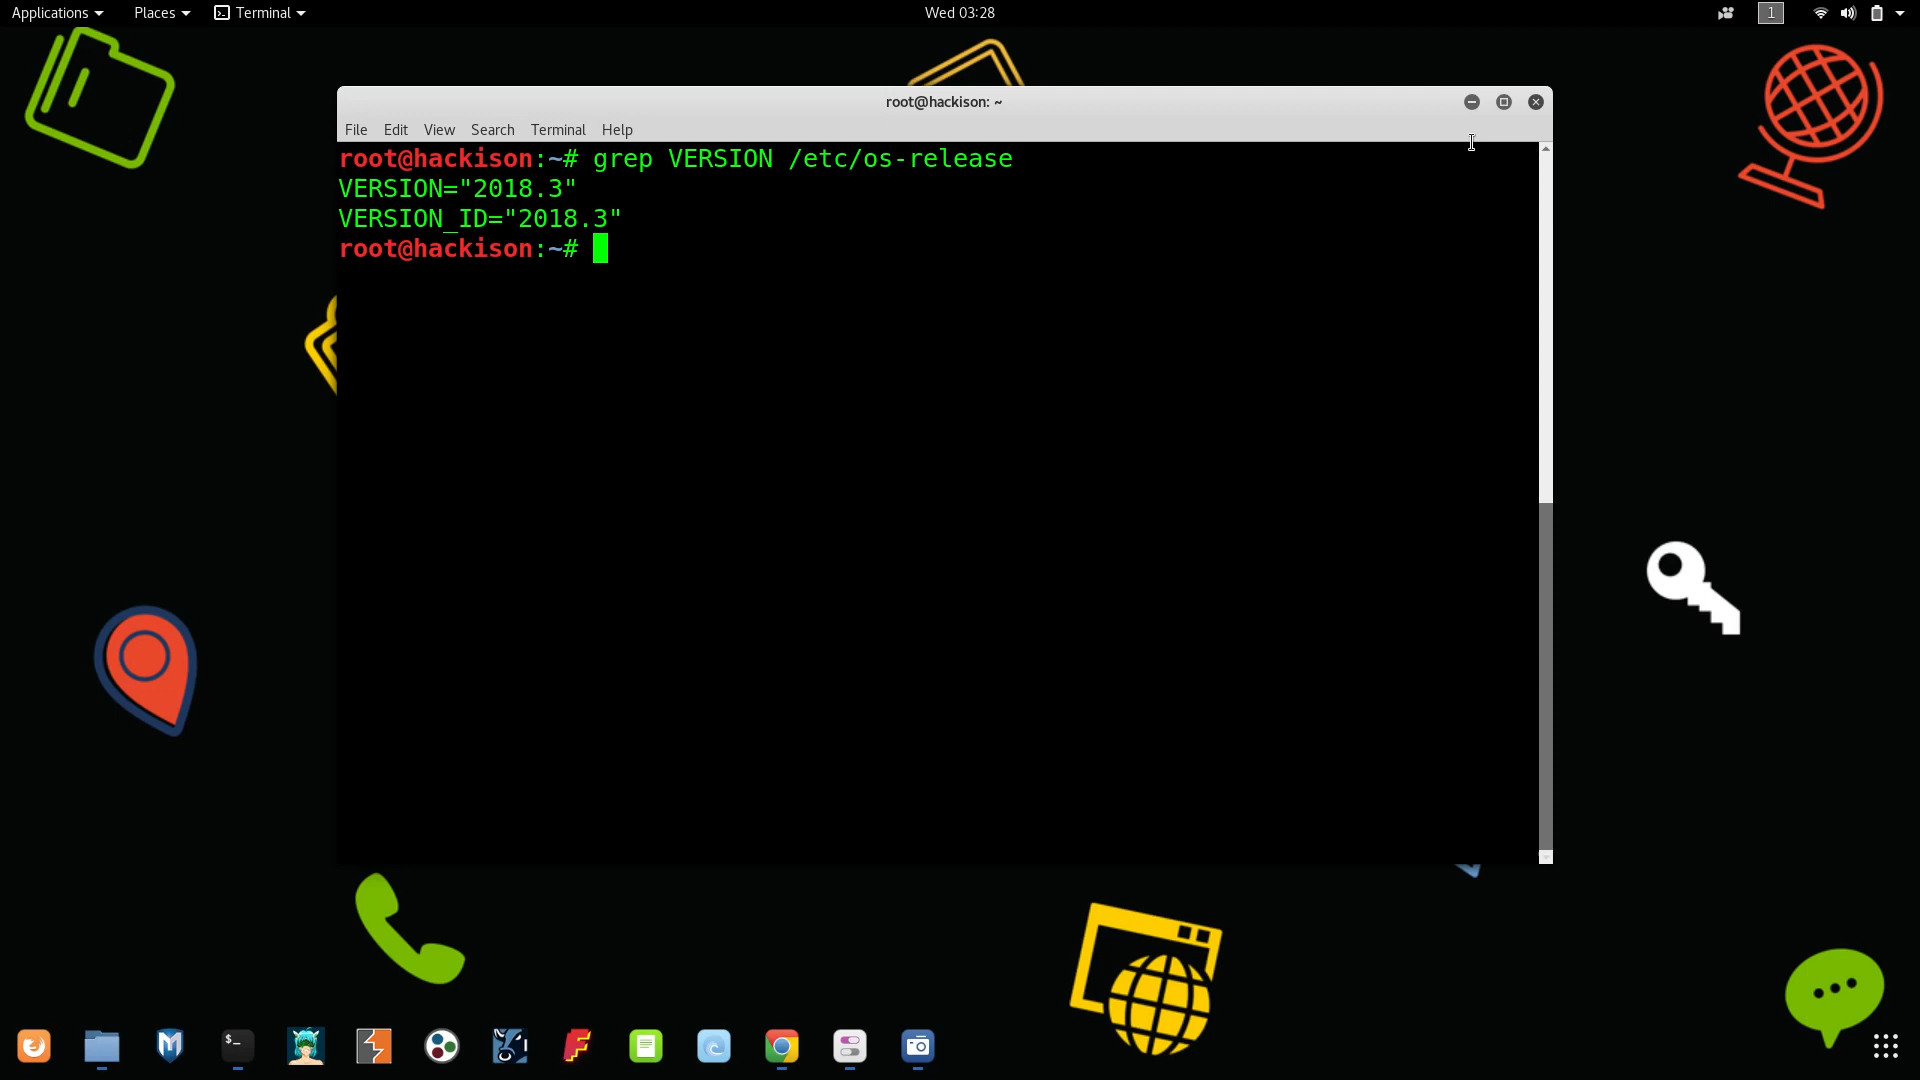 Applications Places Terminal Wed 03:28 1
root@hackison: ~
File Edit View Search Terminal Help
root@hackison:~# grep VERSION /etc/os-release
VERSION="2018.3"
VERSION_ID="2018.3"
root@hackison:~#
$_